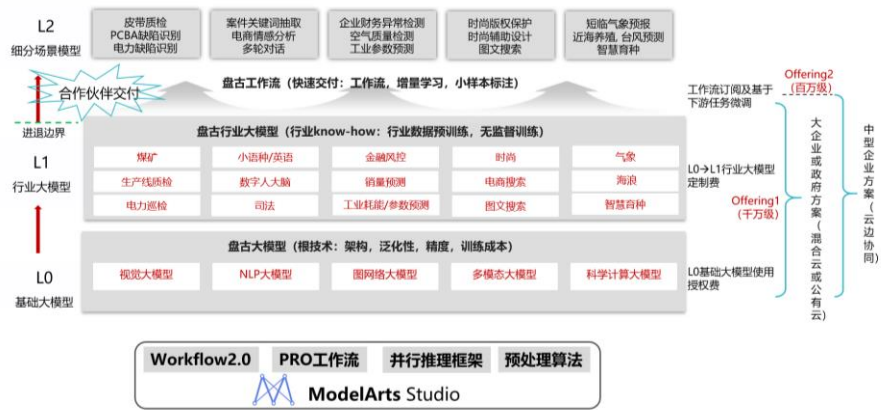 L2
细分场景模型
皮带质检
PCBA缺陷识别
电力缺陷识别
案件关键词抽取
电商情感分析
多轮对话
企业财务异常检测
空气质量检测
工业参数预测
时尚版权保护
时尚辅助设计
图文搜索
短临气象预报
近海养殖, 台风预测
智慧育种
合作伙伴交付
盘古工作流（快速交付：工作流，增量学习，小样本标注）
工作流订阅及基于
下游任务微调
Offering2
(百万级)
进退边界
L1
行业大模型
盘古行业大模型（行业know-how：行业数据预训练，无监督训练）
煤矿
小语种/英语
金融风控
时尚
气象
生产线质检
数字人大脑
销量预测
电商搜索
海浪
电力巡检
司法
工业耗能/参数预测
图文搜索
智慧育种
L0→L1行业大模型
定制费
Offering1
(千万级)
大企业或政府方案（混合云或公有云）
中型企业方案（云边协同）
L0
基础大模型
盘古大模型（根技术：架构，泛化性，精度，训练成本）
视觉大模型
NLP大模型
图网络大模型
多模态大模型
科学计算大模型
L0基础大模型使用
授权费
Workflow2.0
PRO工作流
并行推理框架
预处理算法
ModelArts Studio